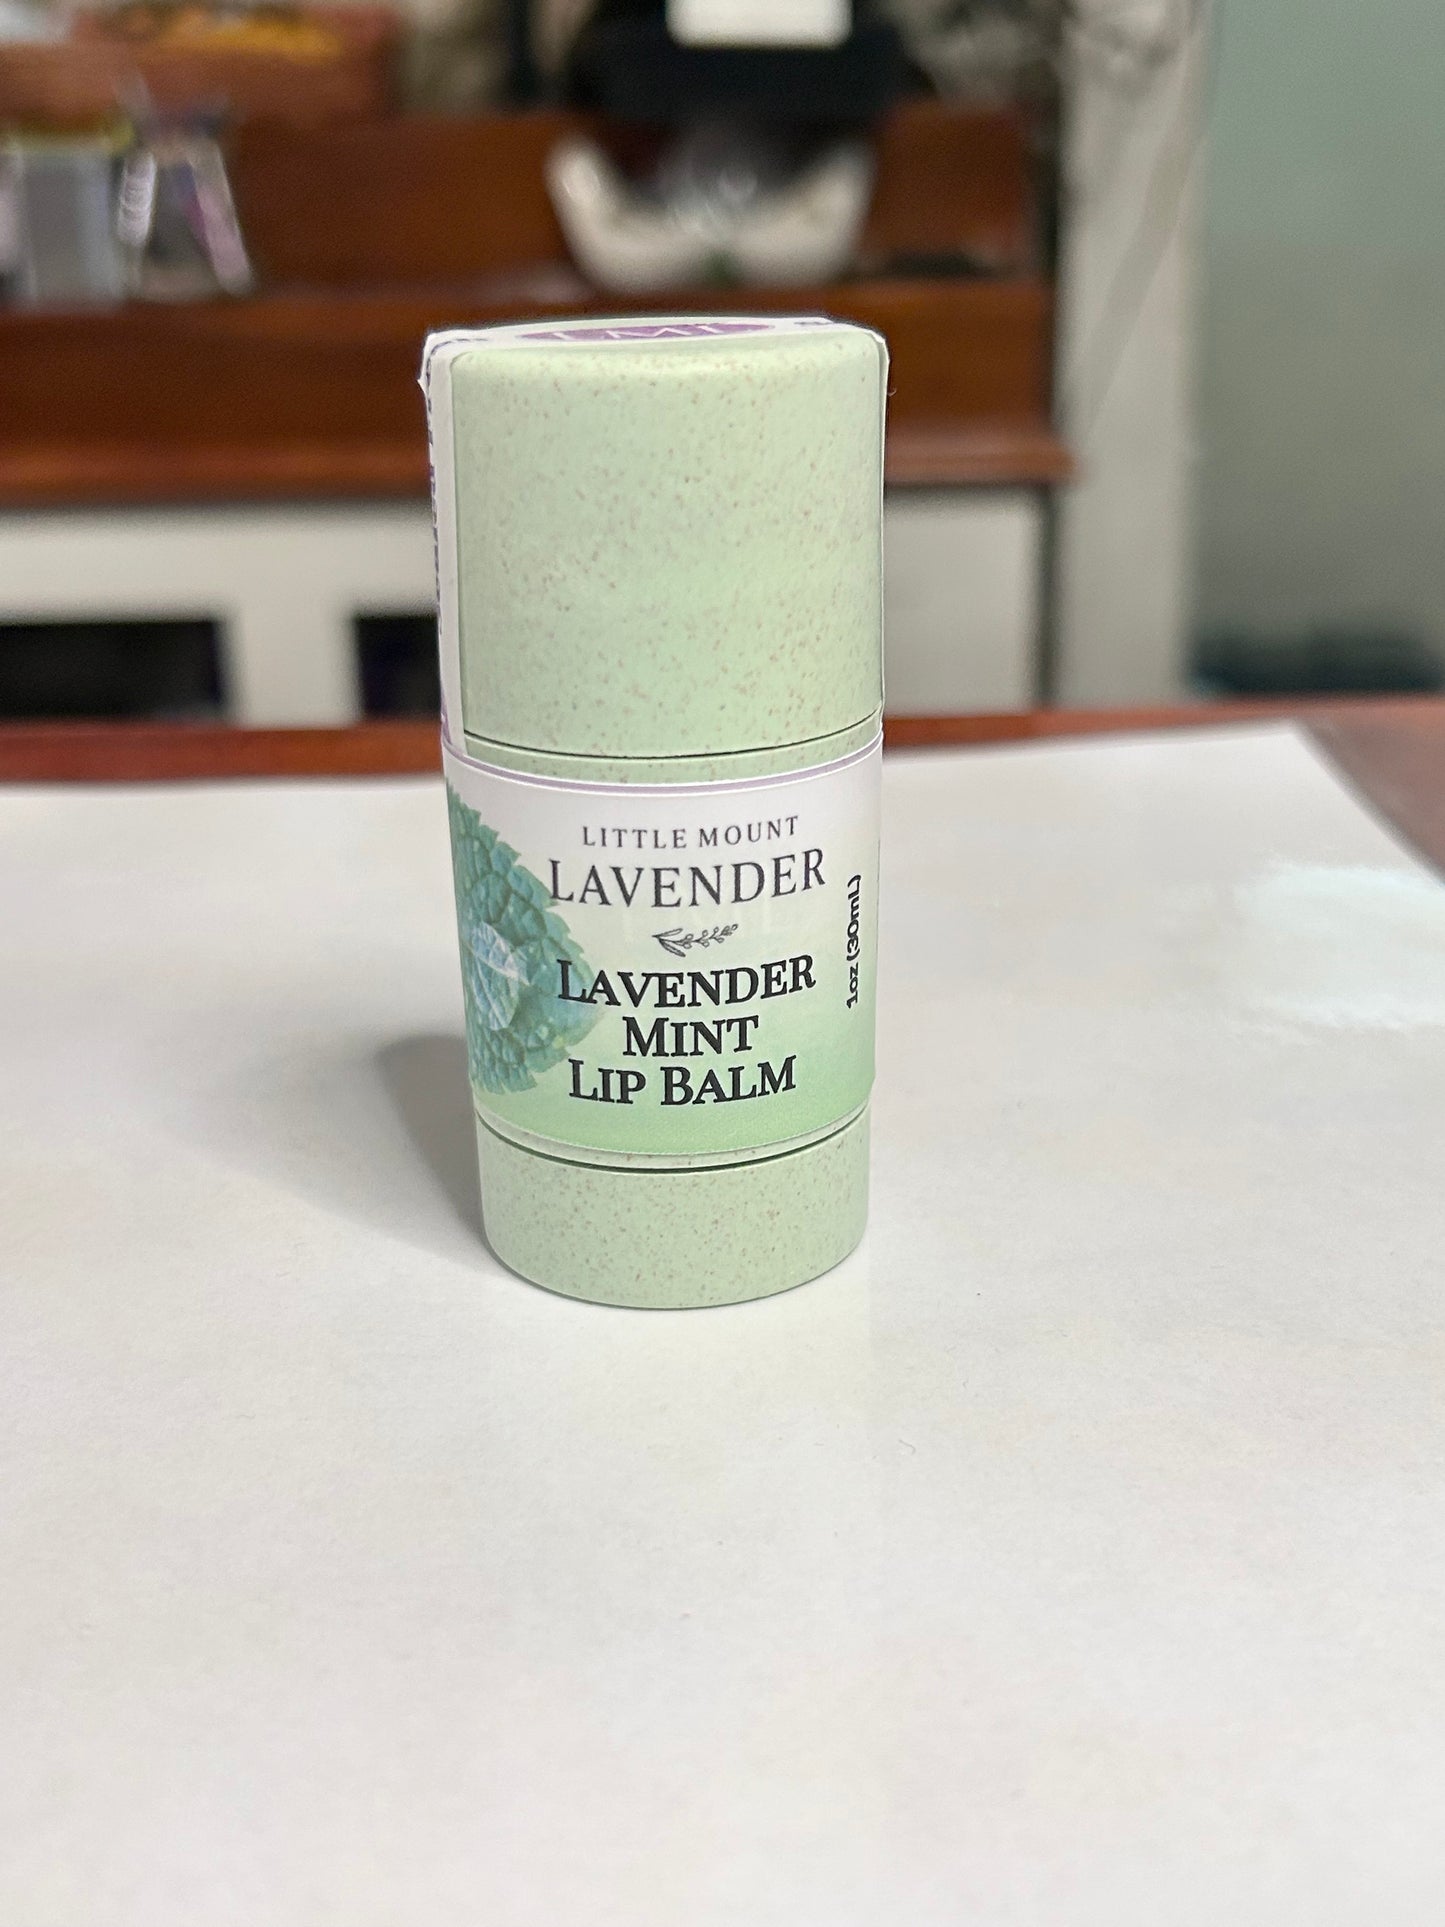 LITTLE MOUNT
LAVENDER
LAVENDER
MINT
LIP BALM
1oz (30mL)